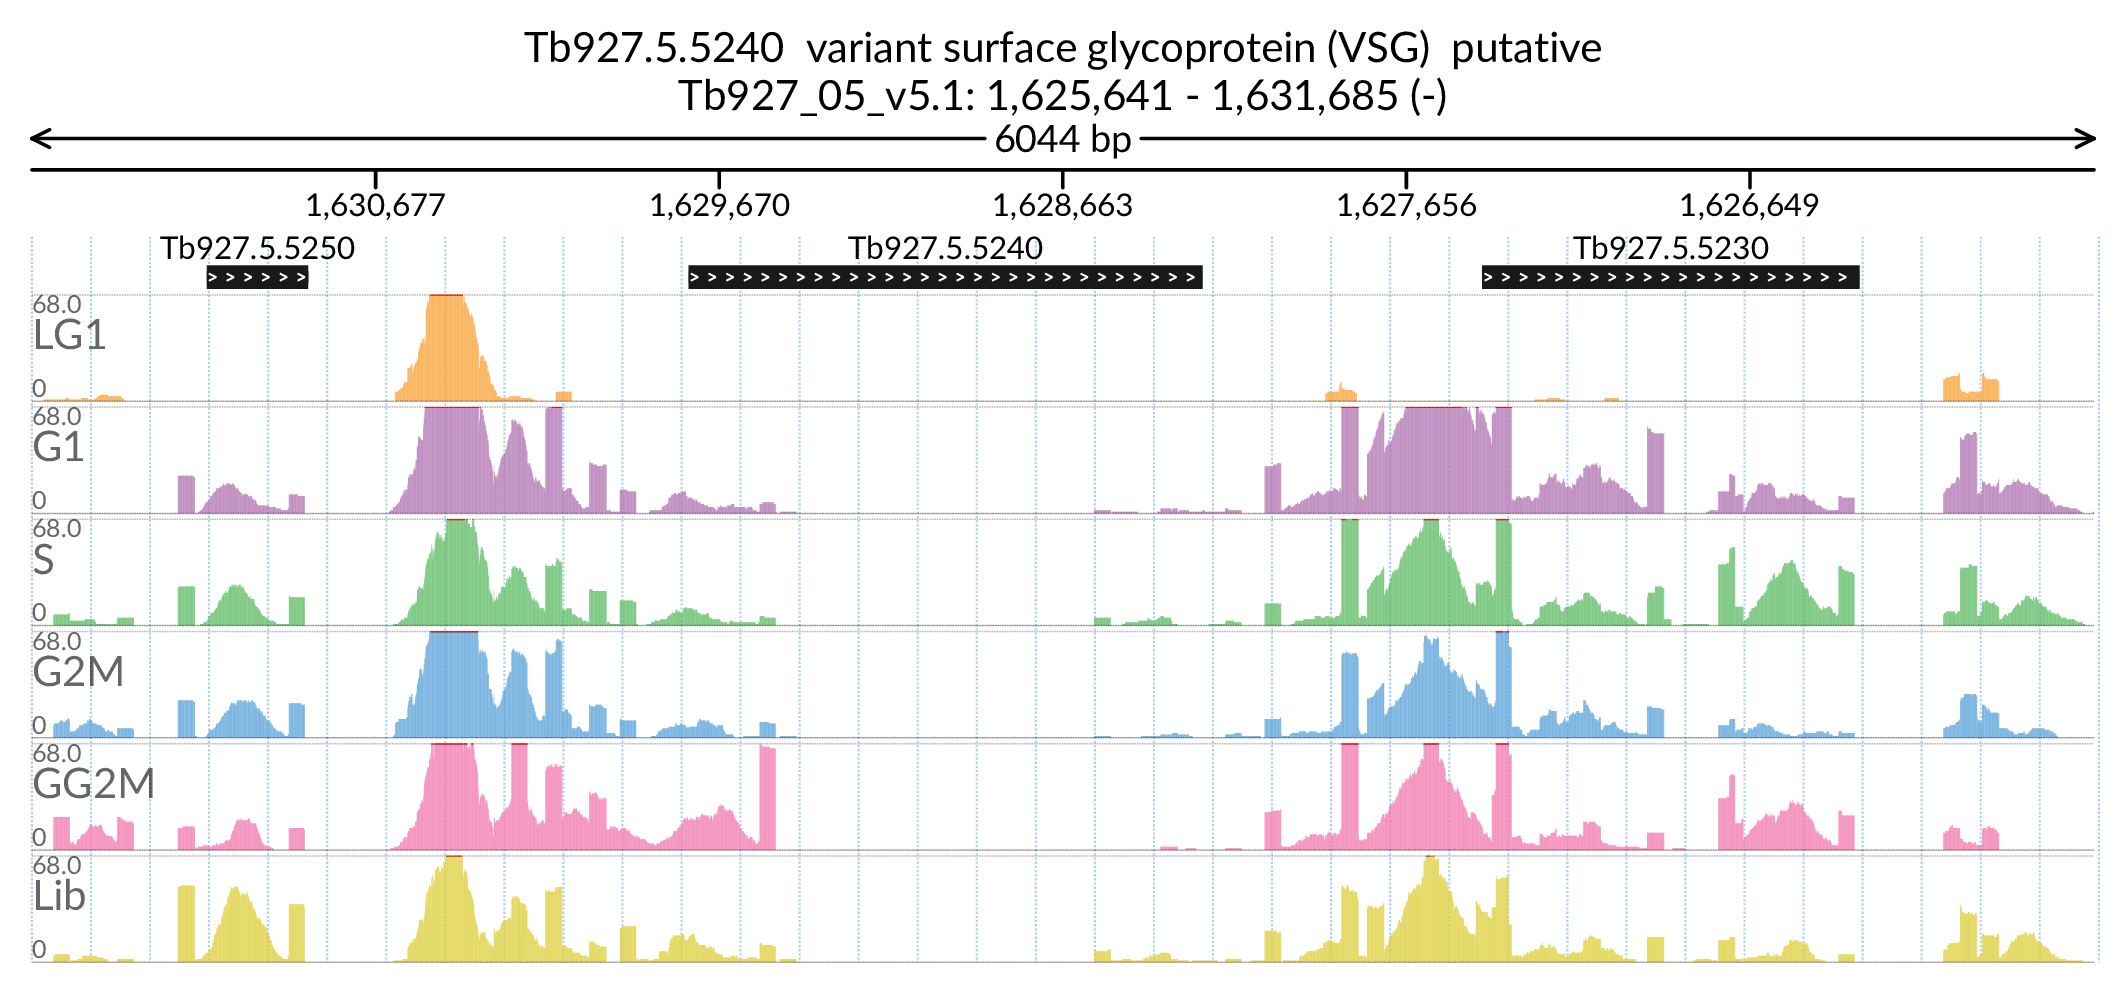 Tb927.5.5240  variant surface glycoprotein (VSG)  putative
Tb927_05_v5.1: 1,625,641 - 1,631,685 (-)
6044 bp
1,630,677 1,629,670 1,628,663 1,627,656 1,626,649
Tb927.5.5250 Tb927.5.5240 Tb927.5.5230
68.0
LG1
0
68.0
G1
0
68.0
S
0
68.0
G2M
0
68.0
GG2M
0
68.0
Lib
0